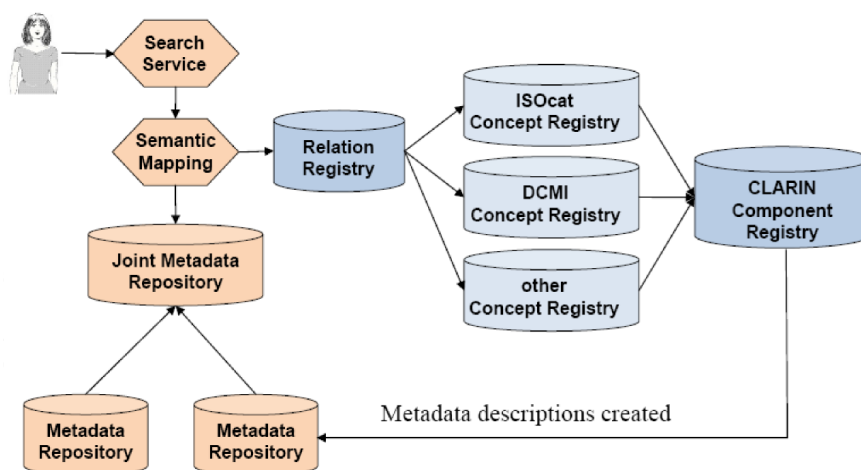 Search
Service
Semantic
Mapping
Relation
Registry
ISOcat
Concept Registry
DCMI
Concept Registry
other
Concept Registry
CLARIN
Component
Registry
Joint Metadata
Repository
Metadata
Repository
Metadata
Repository
Metadata descriptions created